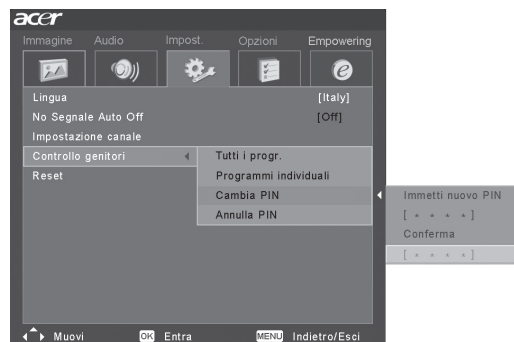 acer
Immagine Audio Impost. Opzioni Empowering
Lingua [Italy]
No Segnale Auto Off [Off]
Impostazione canale
Controllo genitori
Reset
Tutti i progr.
Programmi individuali
Cambia PIN
Annulla PIN
Immetti nuovo PIN
[ * * * * ]
Conferma
[ * * * * ]
Muovi OK Entra MENU Indietro/Esci